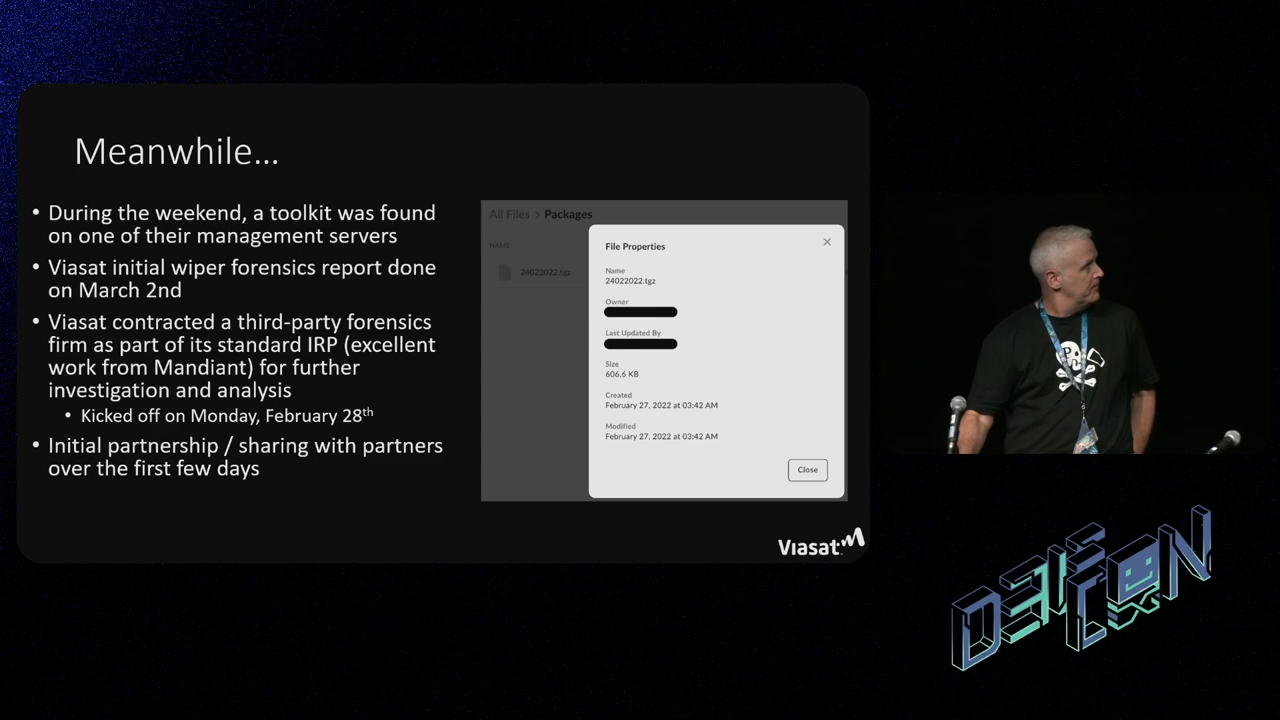 Meanwhile...
• During the weekend, a toolkit was found
on one of their management servers
• Viasat initial wiper forensics report done
on March 2nd
• Viasat contracted a third-party forensics
firm as part of its standard IRP (excellent
work from Mandiant) for further
investigation and analysis
• Kicked off on Monday, February 28th
• Initial partnership / sharing with partners
over the first few days
All Files > Packages
NAME
24022022.tgz
File Properties
Name
24022022.tgz
Owner
Last Updated By
Size
606.6 KB
Created
February 27, 2022 at 03:42 AM
Modified
February 27, 2022 at 03:42 AM
Close
Viasat
DEF CON